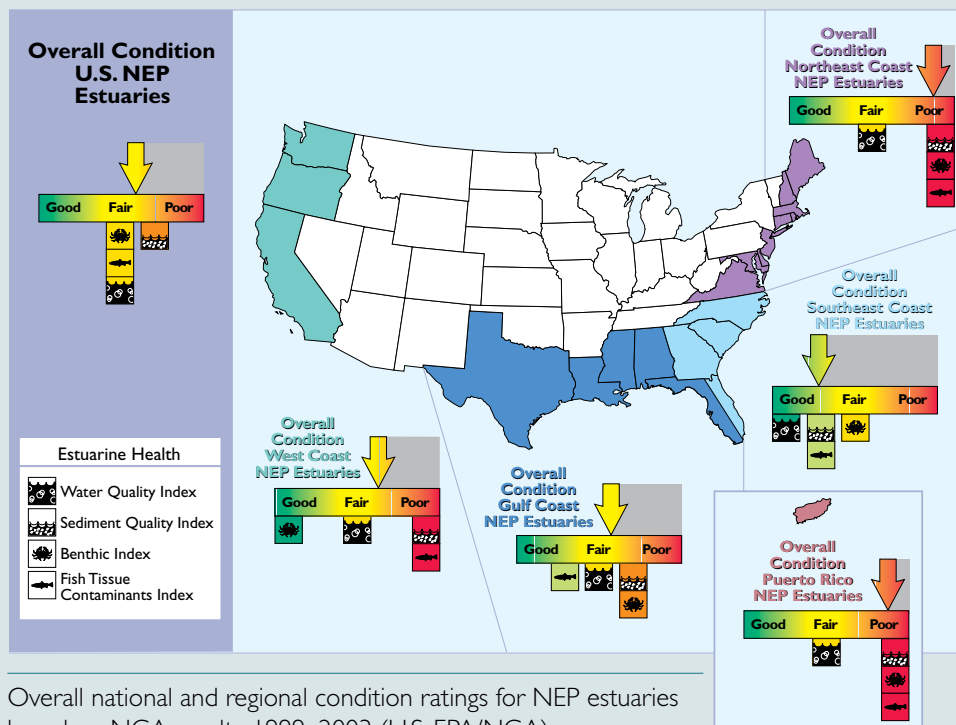 Overall Condition
U.S. NEP
Estuaries
Good Fair Poor
Estuarine Health
Water Quality Index
Sediment Quality Index
Benthic Index
Fish Tissue
Contaminants Index
Overall
Condition
Northeast Coast
NEP Estuaries
Good Fair Poor
Overall
Condition
Southeast Coast
NEP Estuaries
Good Fair Poor
Overall
Condition
West Coast
NEP Estuaries
Good Fair Poor
Overall
Condition
Gulf Coast
NEP Estuaries
Good Fair Poor
Overall
Condition
Puerto Rico
NEP Estuaries
Good Fair Poor
Overall national and regional condition ratings for NEP estuaries